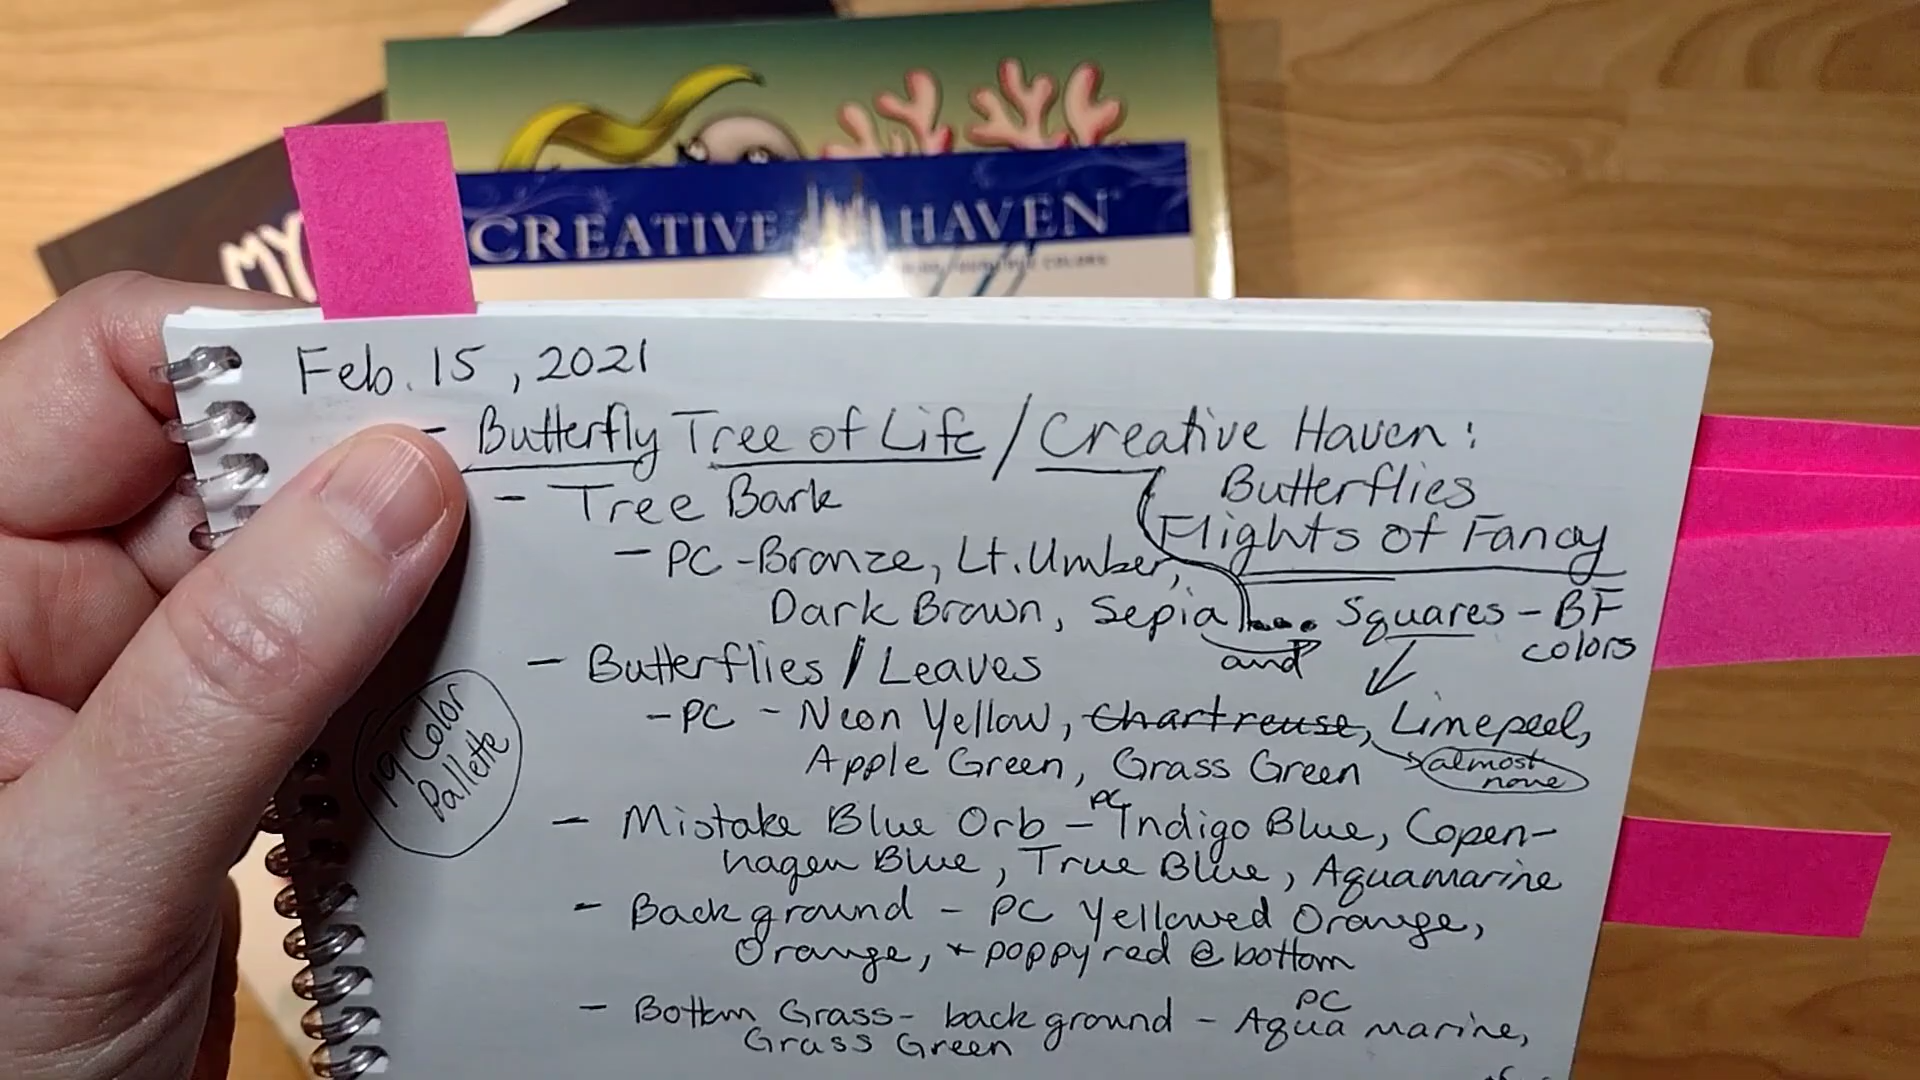 MY
CREATIVE HAVEN
Feb. 15, 2021
- Butterfly Tree of Life / Creative Haven:
Butterflies
Flights of Fancy
- Tree Bark
- PC - Bronze, Lt. Umber,
Dark Brown, Sepia ... Squares - BF
colors
and
- Butterflies / Leaves
- PC - Neon Yellow, Chartreuse, Limepeel,
Apple Green, Grass Green
almost
none
19 Color
Pallette
- Mistake Blue Orb - PC Indigo Blue, Copen-
hagen Blue, True Blue, Aquamarine
- Background - PC Yellowed Orange,
Orange, + poppy red @ bottom
- Bottom Grass - background - PC Aqua marine,
Grass Green